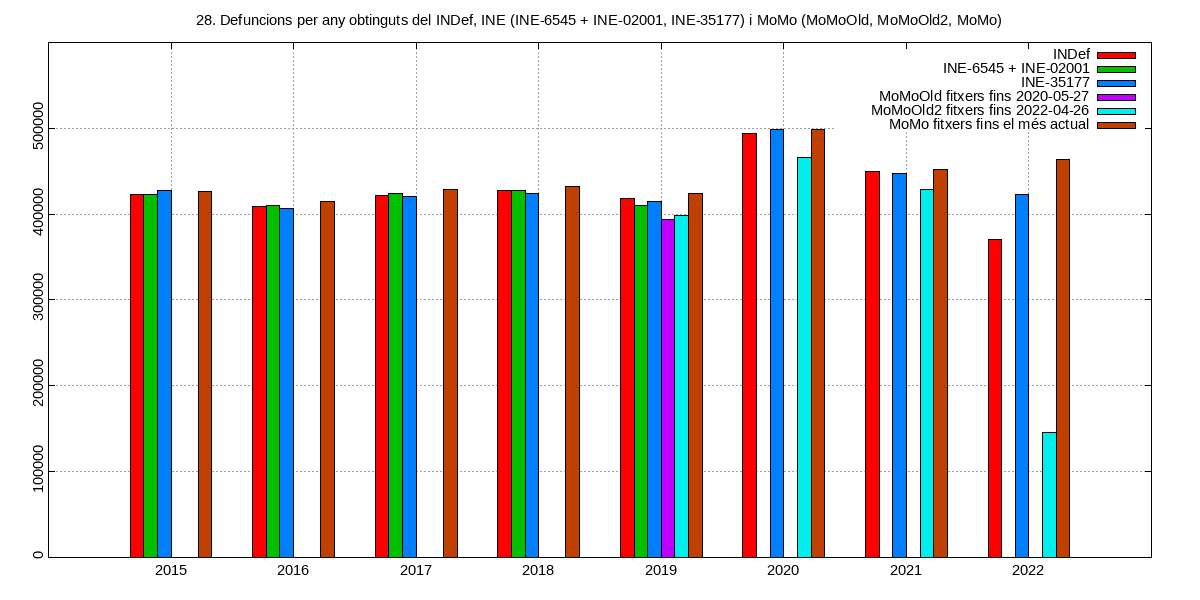 28. Defuncions per any obtinguts del INDef, INE (INE-6545 + INE-02001, INE-35177) i MoMo (MoMoOld, MoMoOld2, MoMo)
INDef
INE-6545 + INE-02001
INE-35177
MoMoOld fitxers fins 2020-05-27
MoMoOld2 fitxers fins 2022-04-26
MoMo fitxers fins el més actual
500000
400000
300000
200000
100000
0
2015 2016 2017 2018 2019 2020 2021 2022